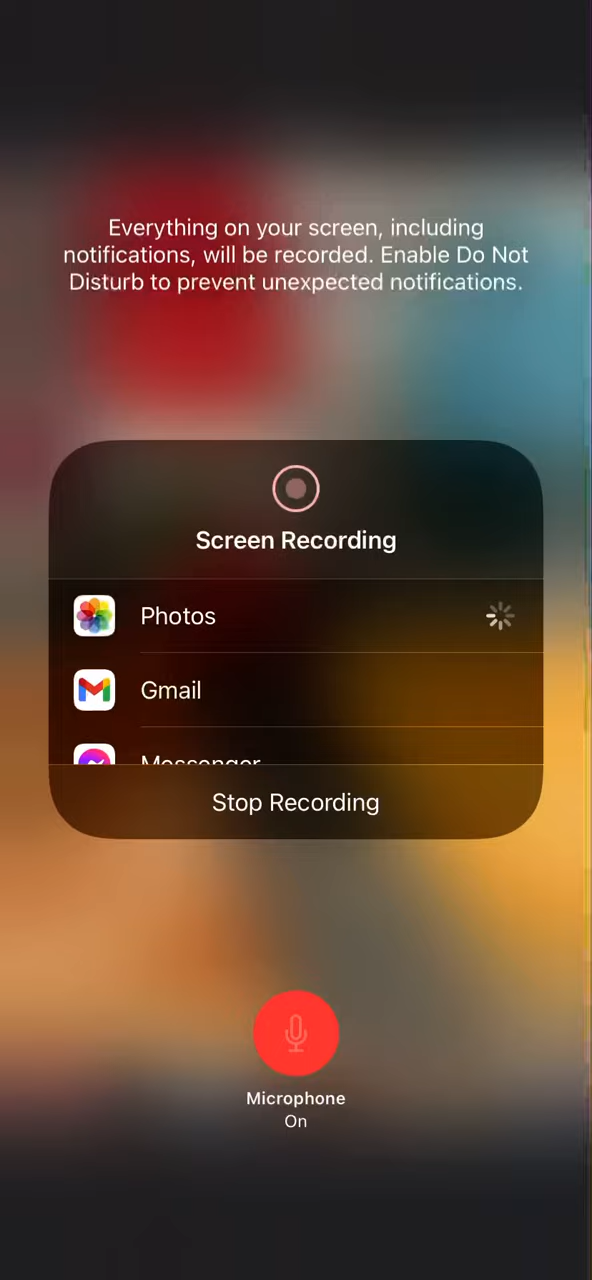 Everything on your screen, including
notifications, will be recorded. Enable Do Not
Disturb to prevent unexpected notifications.
Screen Recording
Photos
Gmail
Messenger
Stop Recording
Microphone
On